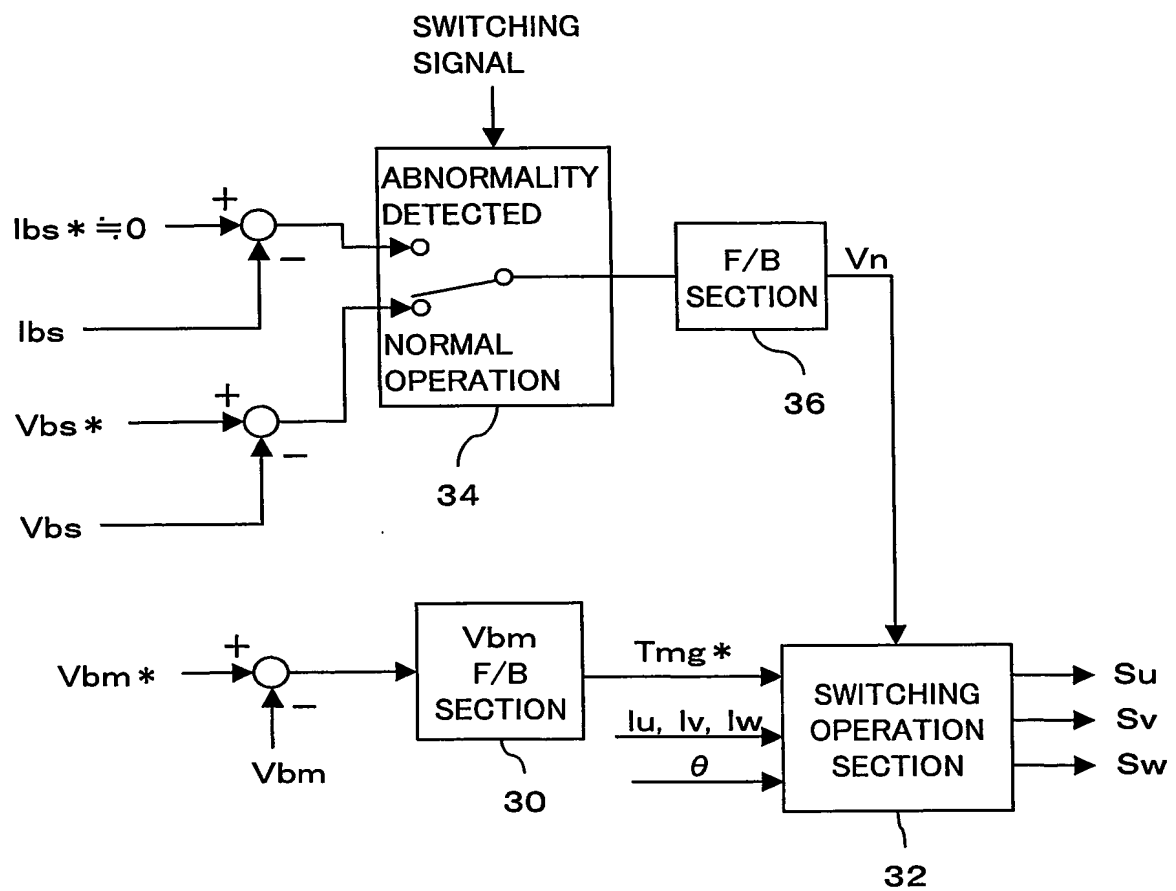 SWITCHING
SIGNAL
ABNORMALITY
DETECTED
+
Ibs*≒0
−
Ibs
NORMAL
OPERATION
F/B
SECTION
Vn
36
+
Vbs*
−
Vbs
34
Vbm
F/B
SECTION
+
Vbm*
−
Vbm
30
Tmg*
Iu, Iv, Iw
θ
SWITCHING
OPERATION
SECTION
Su
Sv
Sw
32